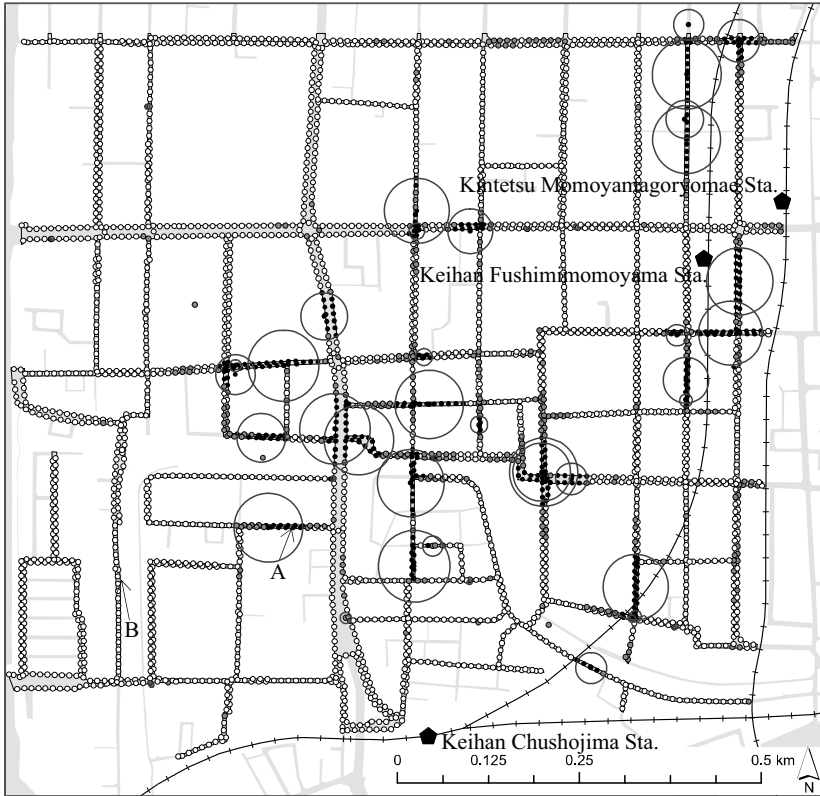 Kintetsu Momoyamagoryomae Sta.
Keihan Fushimimomoyama Sta.
A
B
Keihan Chushojima Sta.
0 0.125 0.25 0.5 km
N